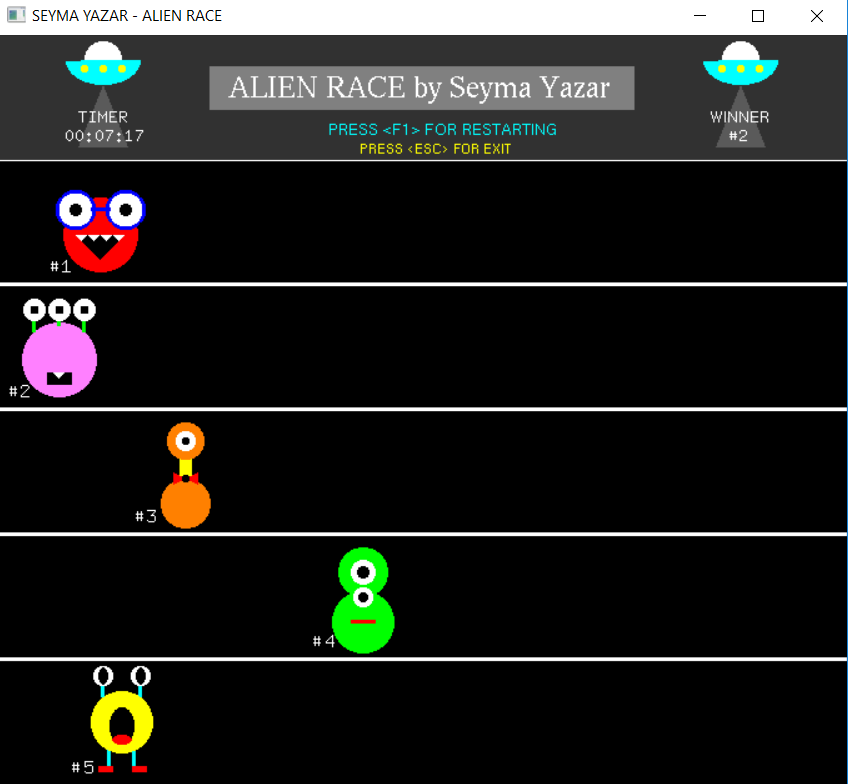 SEYMA YAZAR - ALIEN RACE
ALIEN RACE by Seyma Yazar
TIMER
00:07:17
PRESS <F1> FOR RESTARTING
PRESS <ESC> FOR EXIT
WINNER
#2
#1
#2
#3
#4
#5